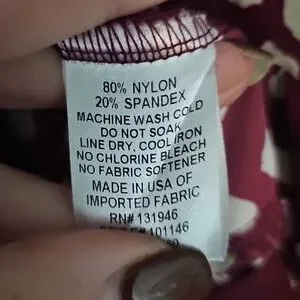 80% NYLON
20% SPANDEX
MACHINE WASH COLD
DO NOT SOAK
LINE DRY, COOL IRON
NO CHLORINE BLEACH
NO FABRIC SOFTENER
MADE IN USA OF
IMPORTED FABRIC
RN# 131946
101146